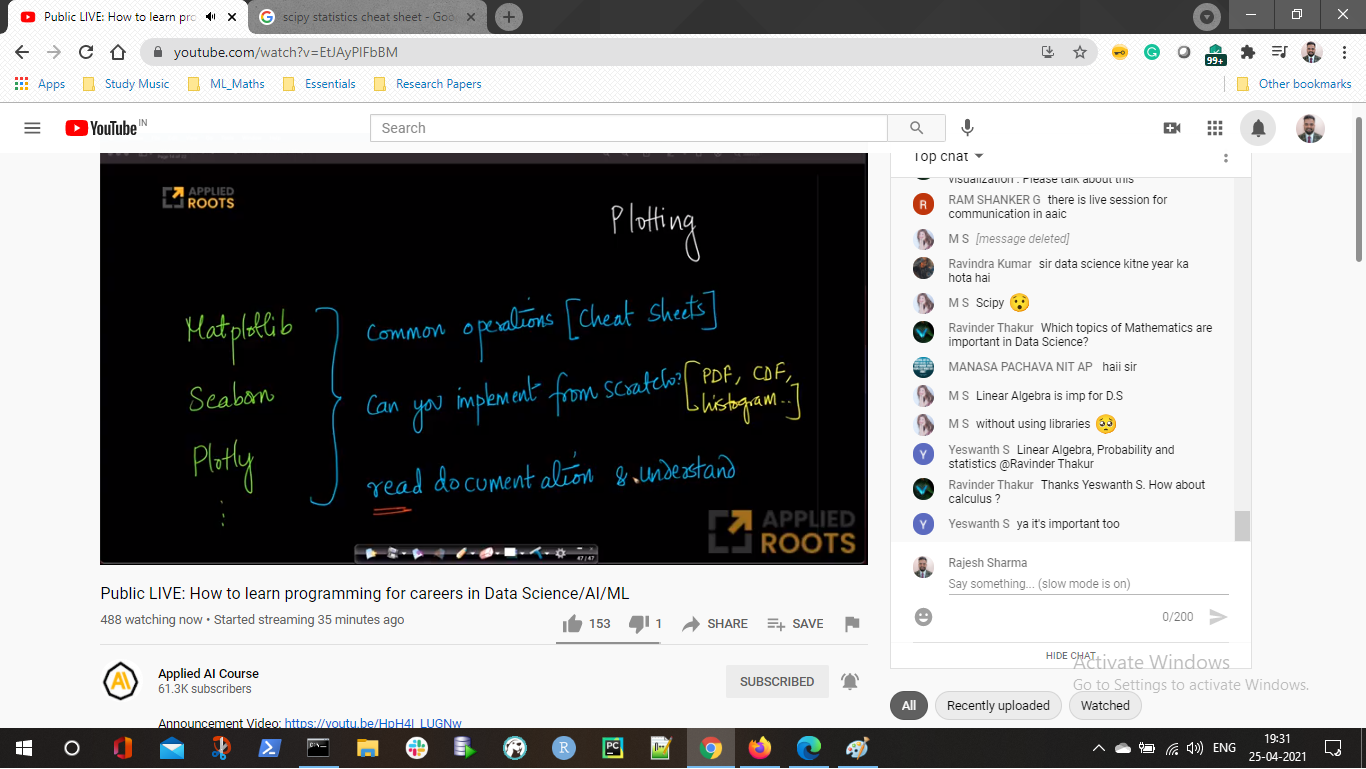 Public LIVE: How to learn pro
scipy statistics cheat sheet - Goo
youtube.com/watch?v=EtJAyPIFbBM
99+
Apps
Study Music
ML_Maths
Essentials
Research Papers
Other bookmarks
YouTube IN
Search
APPLIED
ROOTS
Plotting
Matplotlib
Seaborn
Plotly
:
common operations [cheat sheets]
can you implement from scratch? [PDF, CDF,
histogram..]
read documentation & understand
APPLIED
ROOTS
47 / 47
Public LIVE: How to learn programming for careers in Data Science/AI/ML
488 watching now • Started streaming 35 minutes ago
153
1
SHARE
SAVE
Applied AI Course
61.3K subscribers
SUBSCRIBED
Announcement Video: https://youtu.be/HpH4I_LUGNw
Top chat
visualization . Please talk about this
R
RAM SHANKER G there is live session for
communication in aaic
M S [message deleted]
Ravindra Kumar sir data science kitne year ka
hota hai
M S Scipy 😯
Ravinder Thakur Which topics of Mathematics are
important in Data Science?
MANASA PACHAVA NIT AP haii sir
M S Linear Algebra is imp for D.S
M S without using libraries 🥺
Y
Yeswanth S Linear Algebra, Probability and
statistics @Ravinder Thakur
Ravinder Thakur Thanks Yeswanth S. How about
calculus ?
Y
Yeswanth S ya it's important too
Rajesh Sharma
Say something... (slow mode is on)
0/200
HIDE CHAT
Activate Windows
Go to Settings to activate Windows.
All
Recently uploaded
Watched
R
PC
ENG
19:31
25-04-2021